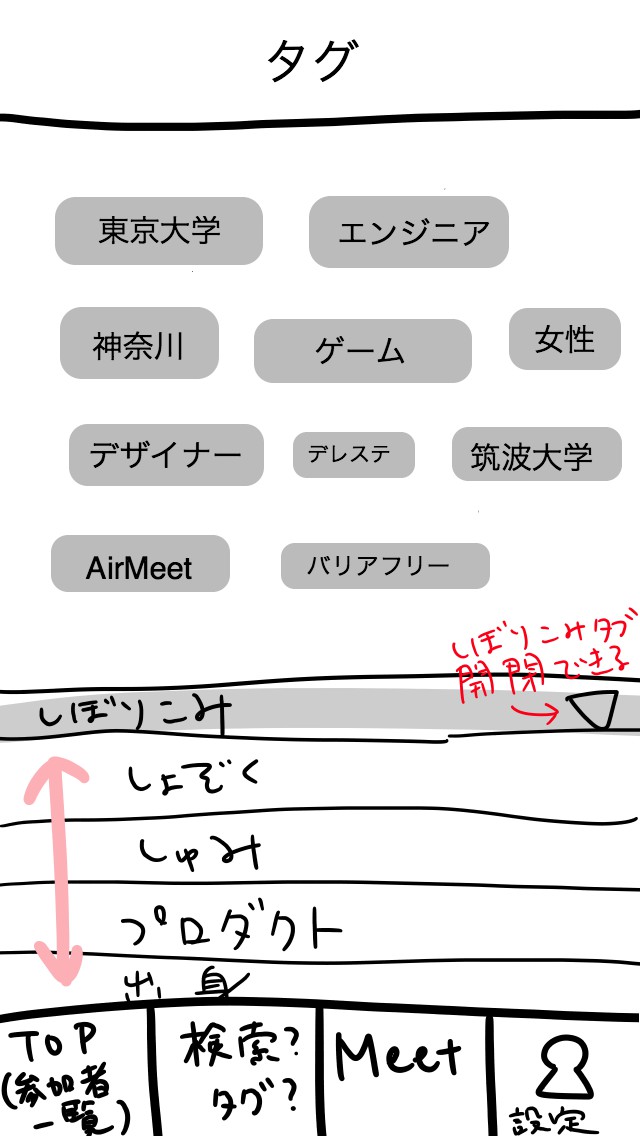 タグ
東京大学
エンジニア
神奈川
ゲーム
女性
デザイナー
デレステ
筑波大学
AirMeet
バリアフリー
しぼりこみタブ
開閉できる
しぼりこみ
しょぞく
しゅみ
プロダクト
出身
TOP
(参加者
一覧)
検索?
タグ?
Meet
設定